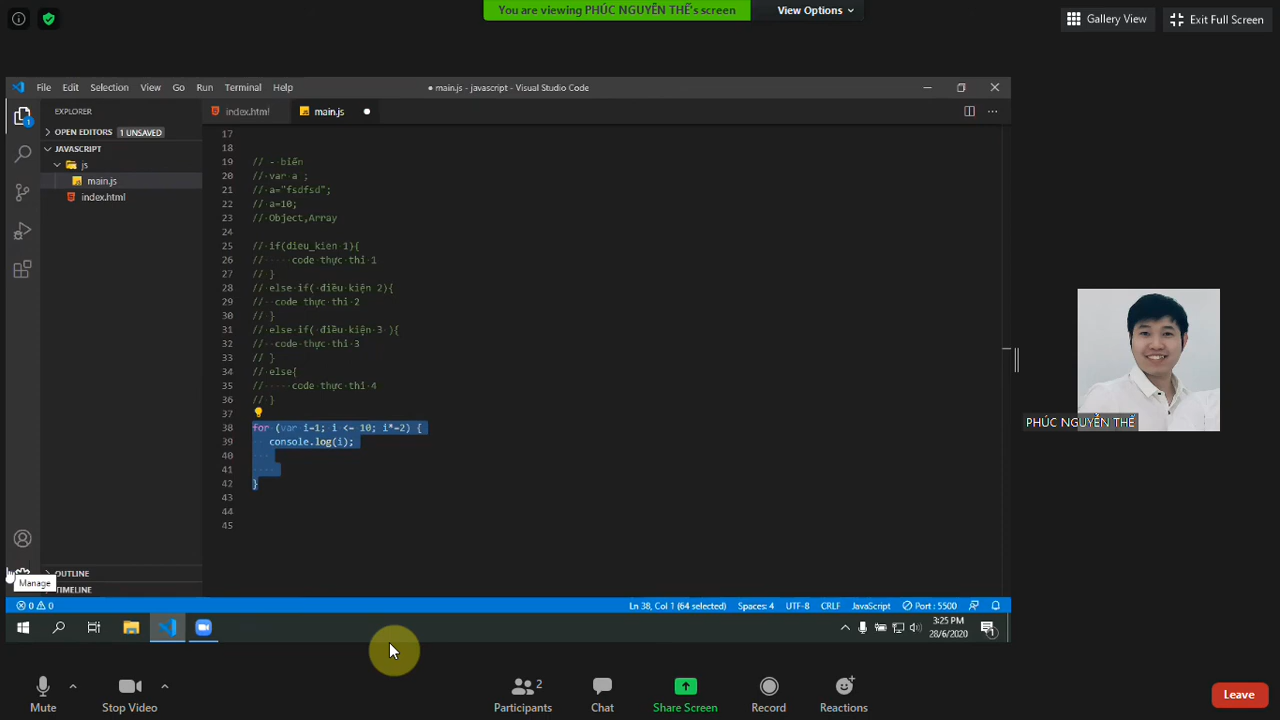 You are viewing PHÚC NGUYỄN THẾ's screen
View Options
Gallery View
Exit Full Screen
File Edit Selection View Go Run Terminal Help
● main.js - javascript - Visual Studio Code
EXPLORER
index.html
main.js
OPEN EDITORS 1 UNSAVED
JAVASCRIPT
js
main.js
index.html
17
18
19 // - biến
20 // var a ;
21 // a="fsdfsd";
22 // a=10;
23 // Object,Array
24
25 // if(dieu_kien 1){
26 // code thực thi 1
27 // }
28 // else if( điều kiện 2){
29 // code thực thi 2
30 // }
31 // else if( điều kiện 3 ){
32 // code thực thi 3
33 // }
34 // else{
35 // code thực thi 4
36 // }
37
38 for (var i=1; i <= 10; i*=2) {
39 console.log(i);
40
41
42 }
43
44
45
PHÚC NGUYỄN THẾ
1
Manage
OUTLINE
TIMELINE
0 0
Ln 38, Col 1 (64 selected) Spaces: 4 UTF-8 CRLF JavaScript Port : 5500
3:25 PM
28/6/2020
1
Mute
Stop Video
Participants 2
Chat
Share Screen
Record
Reactions
Leave